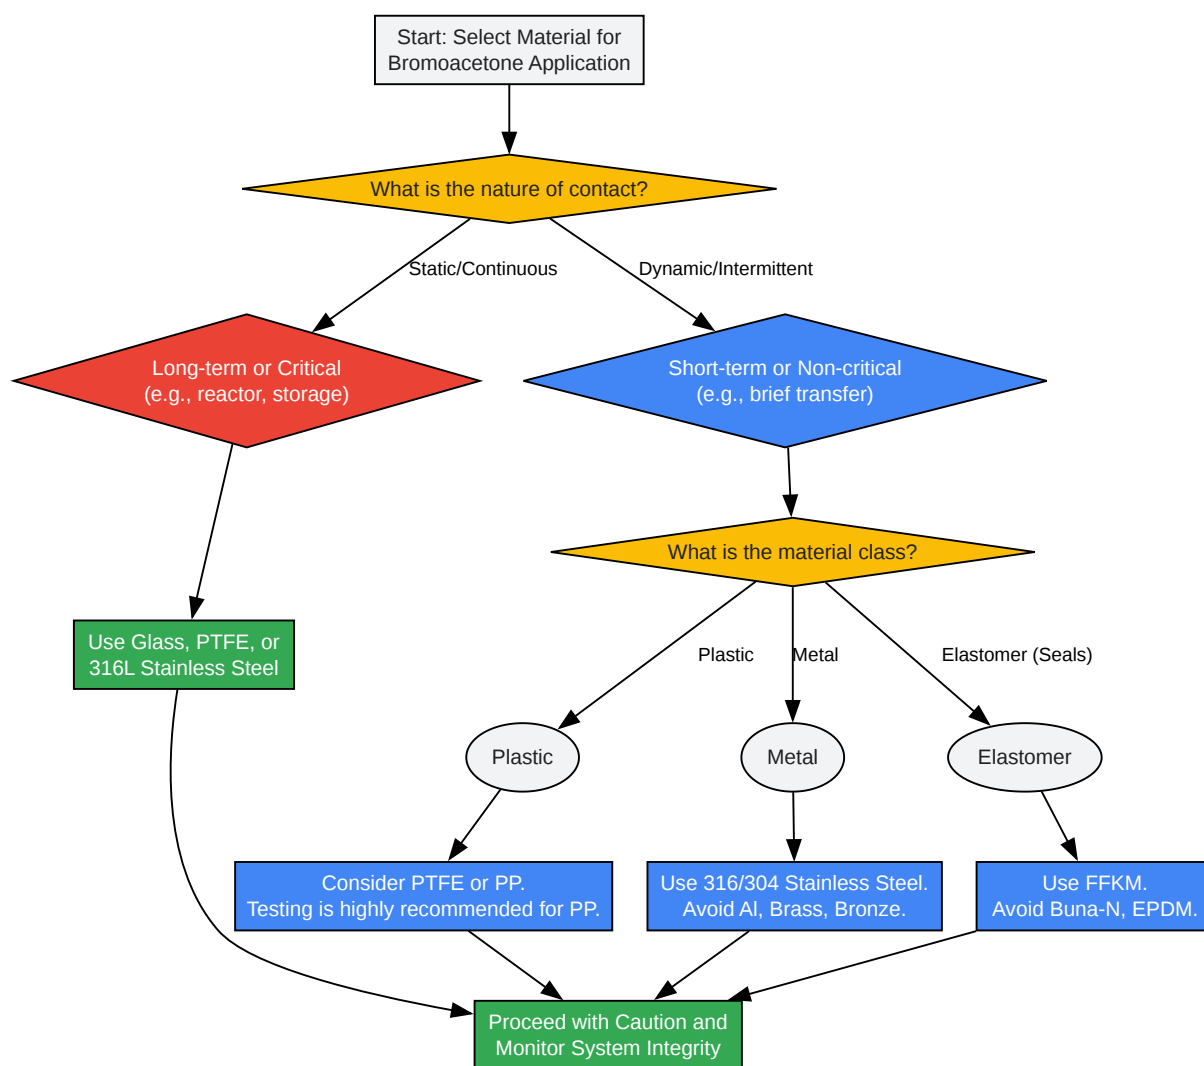 Start: Select Material for
Bromoacetone Application
What is the nature of contact?
Static/Continuous
Dynamic/Intermittent
Long-term or Critical
(e.g., reactor, storage)
Short-term or Non-critical
(e.g., brief transfer)
What is the material class?
Use Glass, PTFE, or
316L Stainless Steel
Plastic
Metal
Elastomer (Seals)
Plastic
Metal
Elastomer
Consider PTFE or PP.
Testing is highly recommended for PP.
Use 316/304 Stainless Steel.
Avoid Al, Brass, Bronze.
Use FFKM.
Avoid Buna-N, EPDM.
Proceed with Caution and
Monitor System Integrity